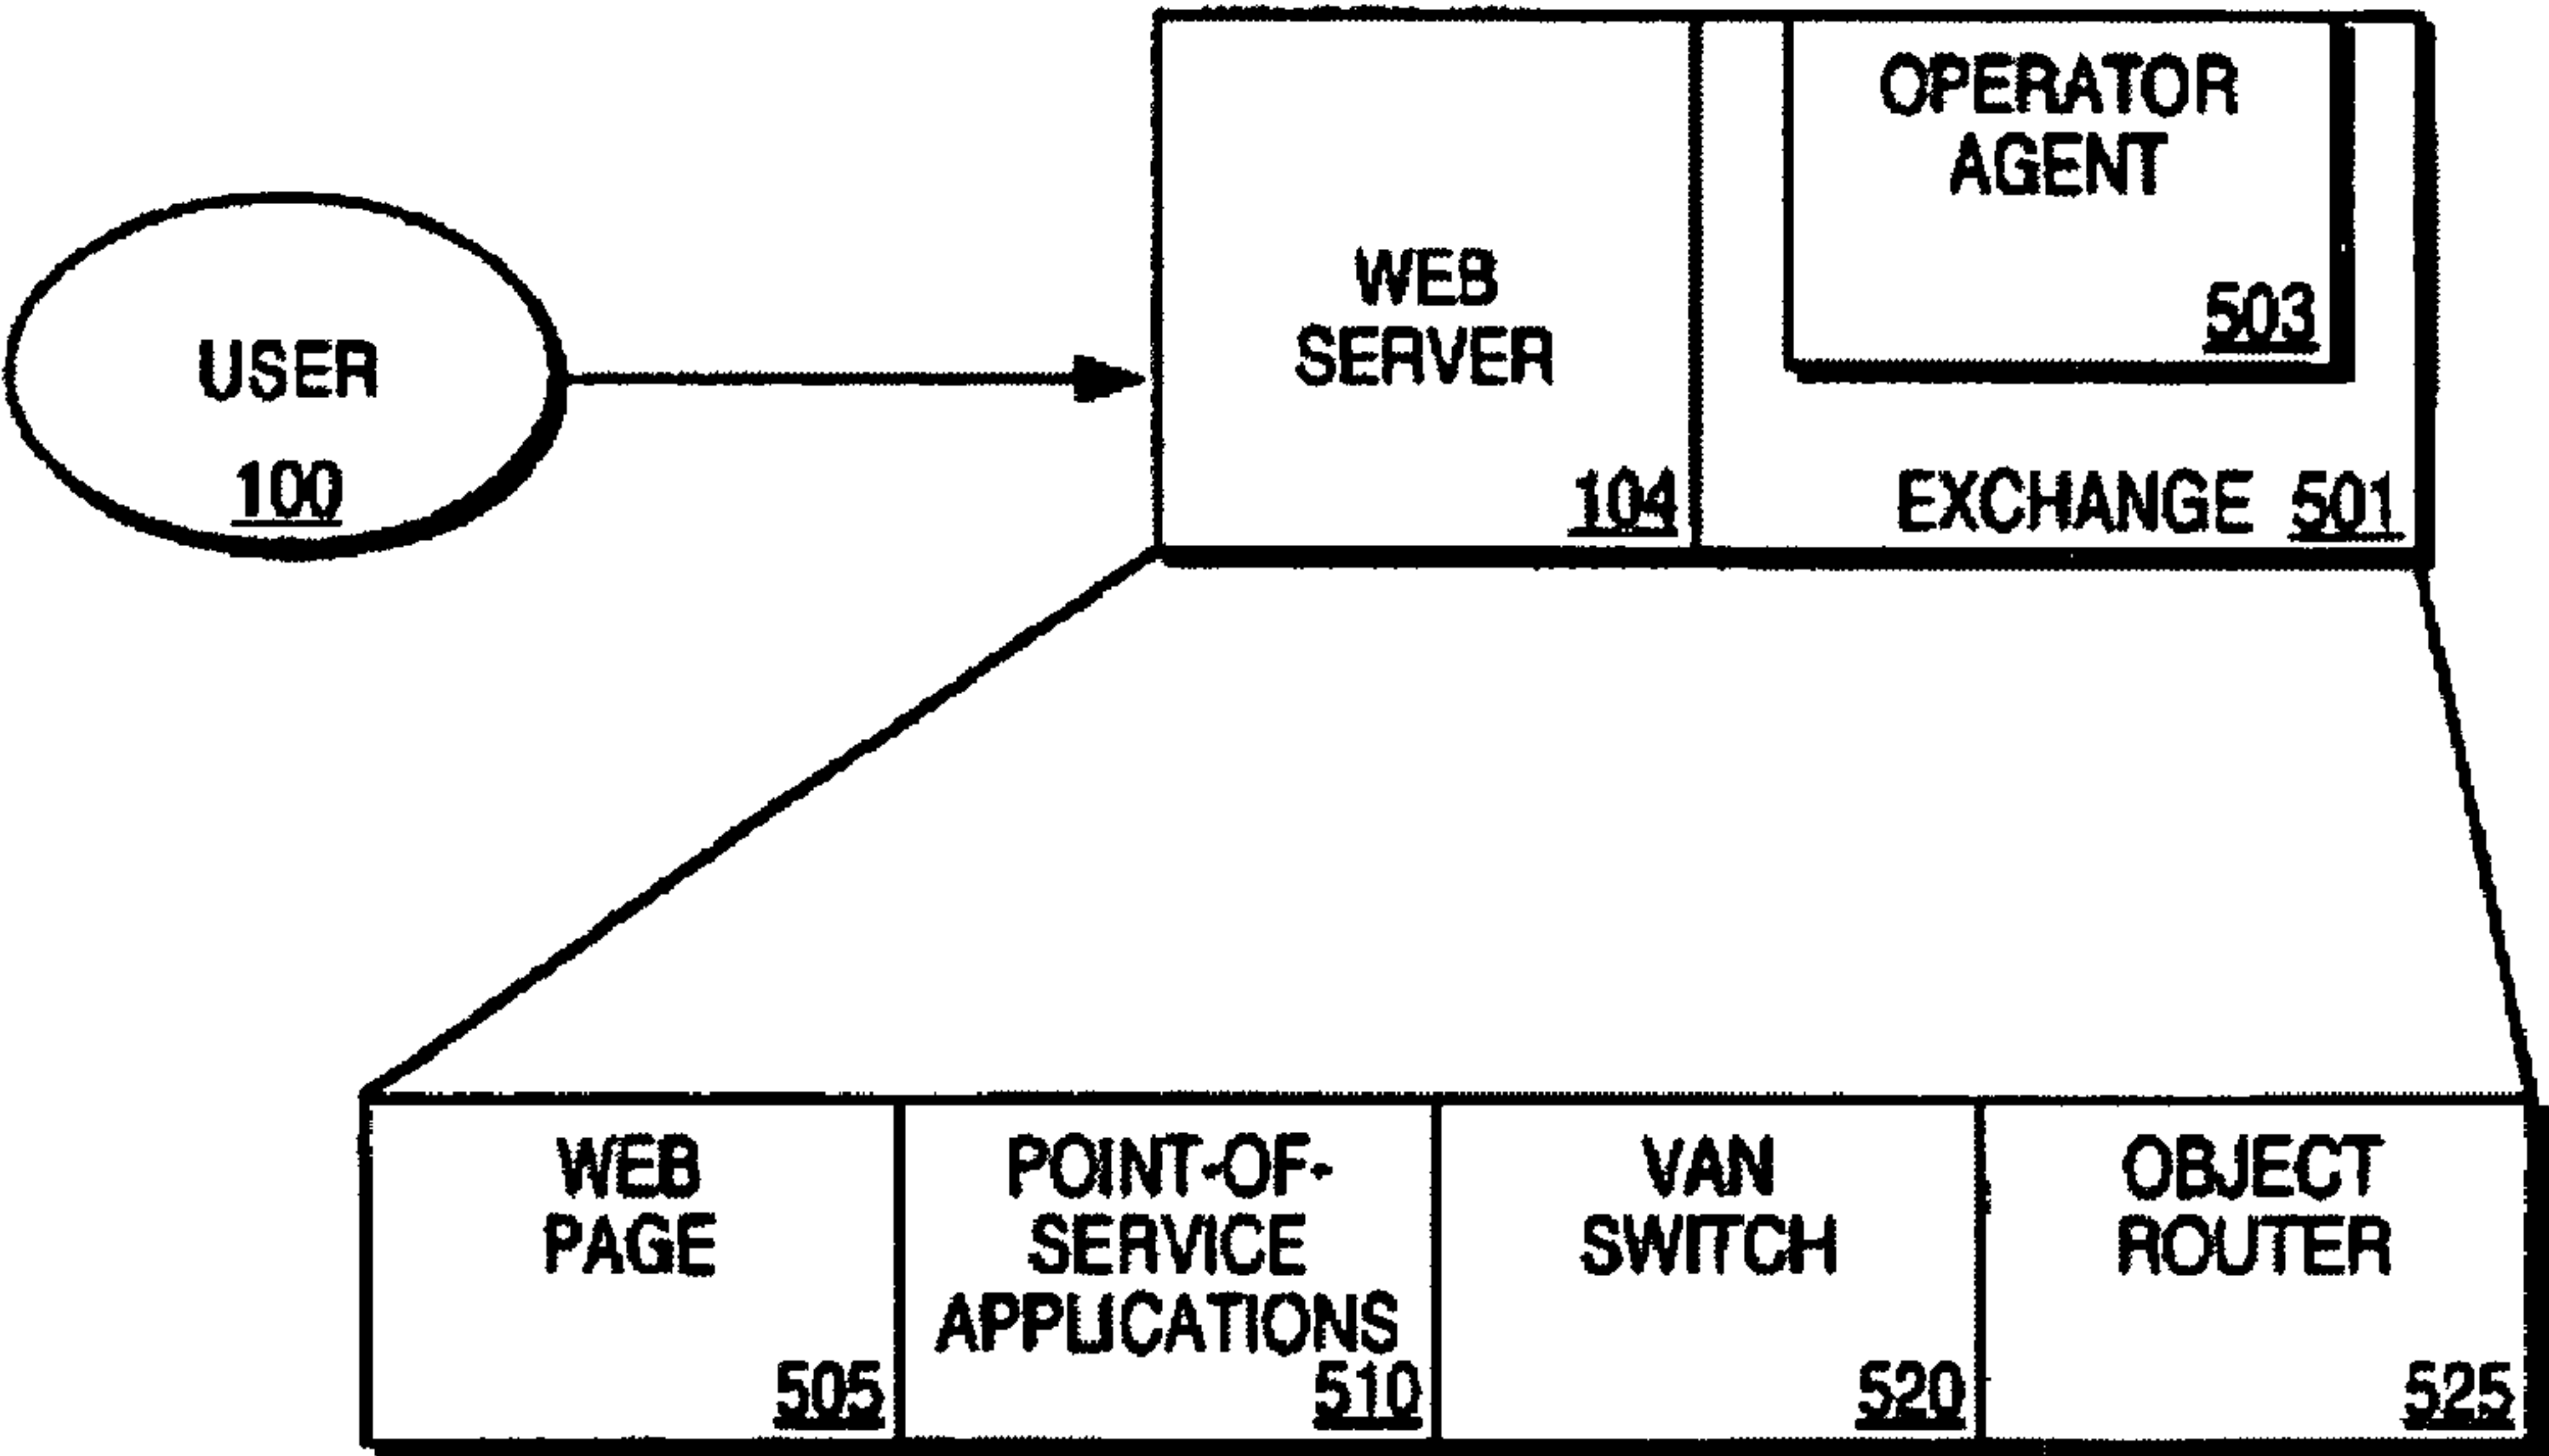 USER
100
WEB
SERVER
104
OPERATOR
AGENT
503
EXCHANGE 501
WEB
PAGE
505
POINT-OF-
SERVICE
APPLICATIONS
510
VAN
SWITCH
520
OBJECT
ROUTER
525